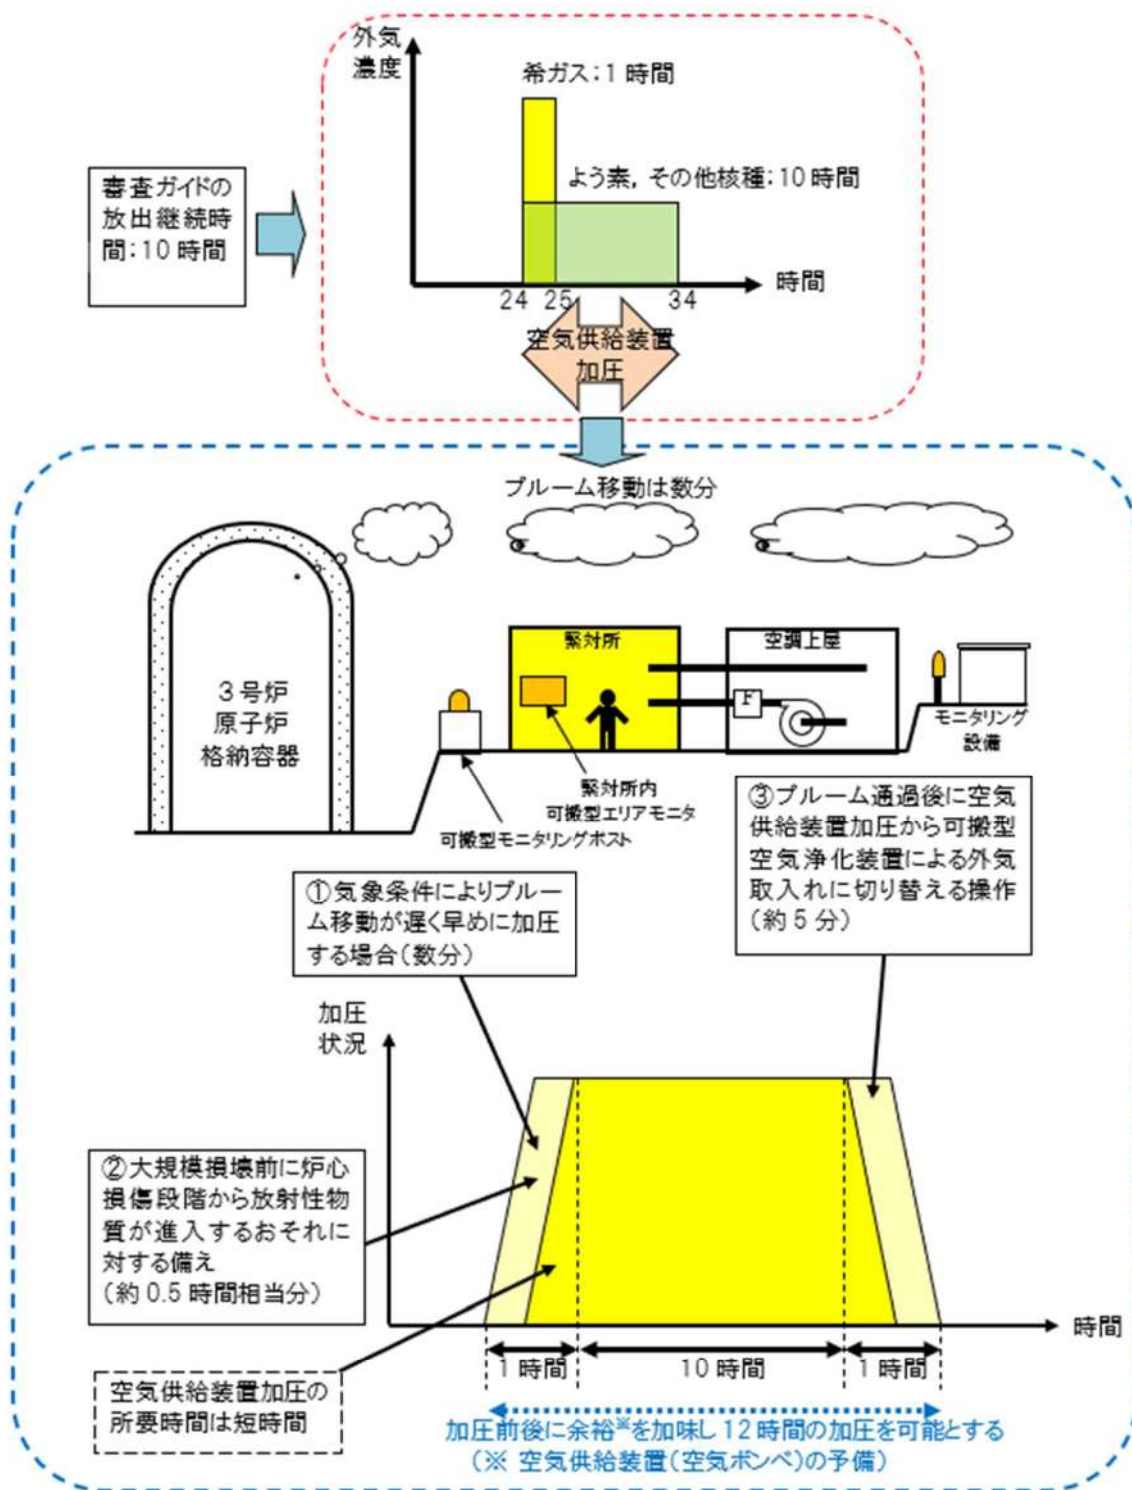 外気
濃度
希ガス：1 時間
よう素，その他核種：10 時間
審査ガイドの
放出継続時
間：10 時間
時間
24
25
34
空気供給装置
加圧
プルーム移動は数分
緊対所
空調上屋
F
3号炉
原子炉
格納容器
モニタリング
設備
緊対所内
可搬型エリアモニタ
可搬型モニタリングポスト
③プルーム通過後に空気
供給装置加圧から可搬型
空気浄化装置による外気
取入れに切り替える操作
（約5分）
①気象条件によりプルー
ム移動が遅く早めに加圧
する場合（数分）
加圧
状況
②大規模損壊前に炉心
損傷段階から放射性物
質が進入するおそれに
対する備え
（約0.5時間相当分）
時間
1時間
10時間
1時間
空気供給装置加圧の
所要時間は短時間
加圧前後に余裕※を加味し12時間の加圧を可能とする
（※ 空気供給装置（空気ボンベ）の予備）